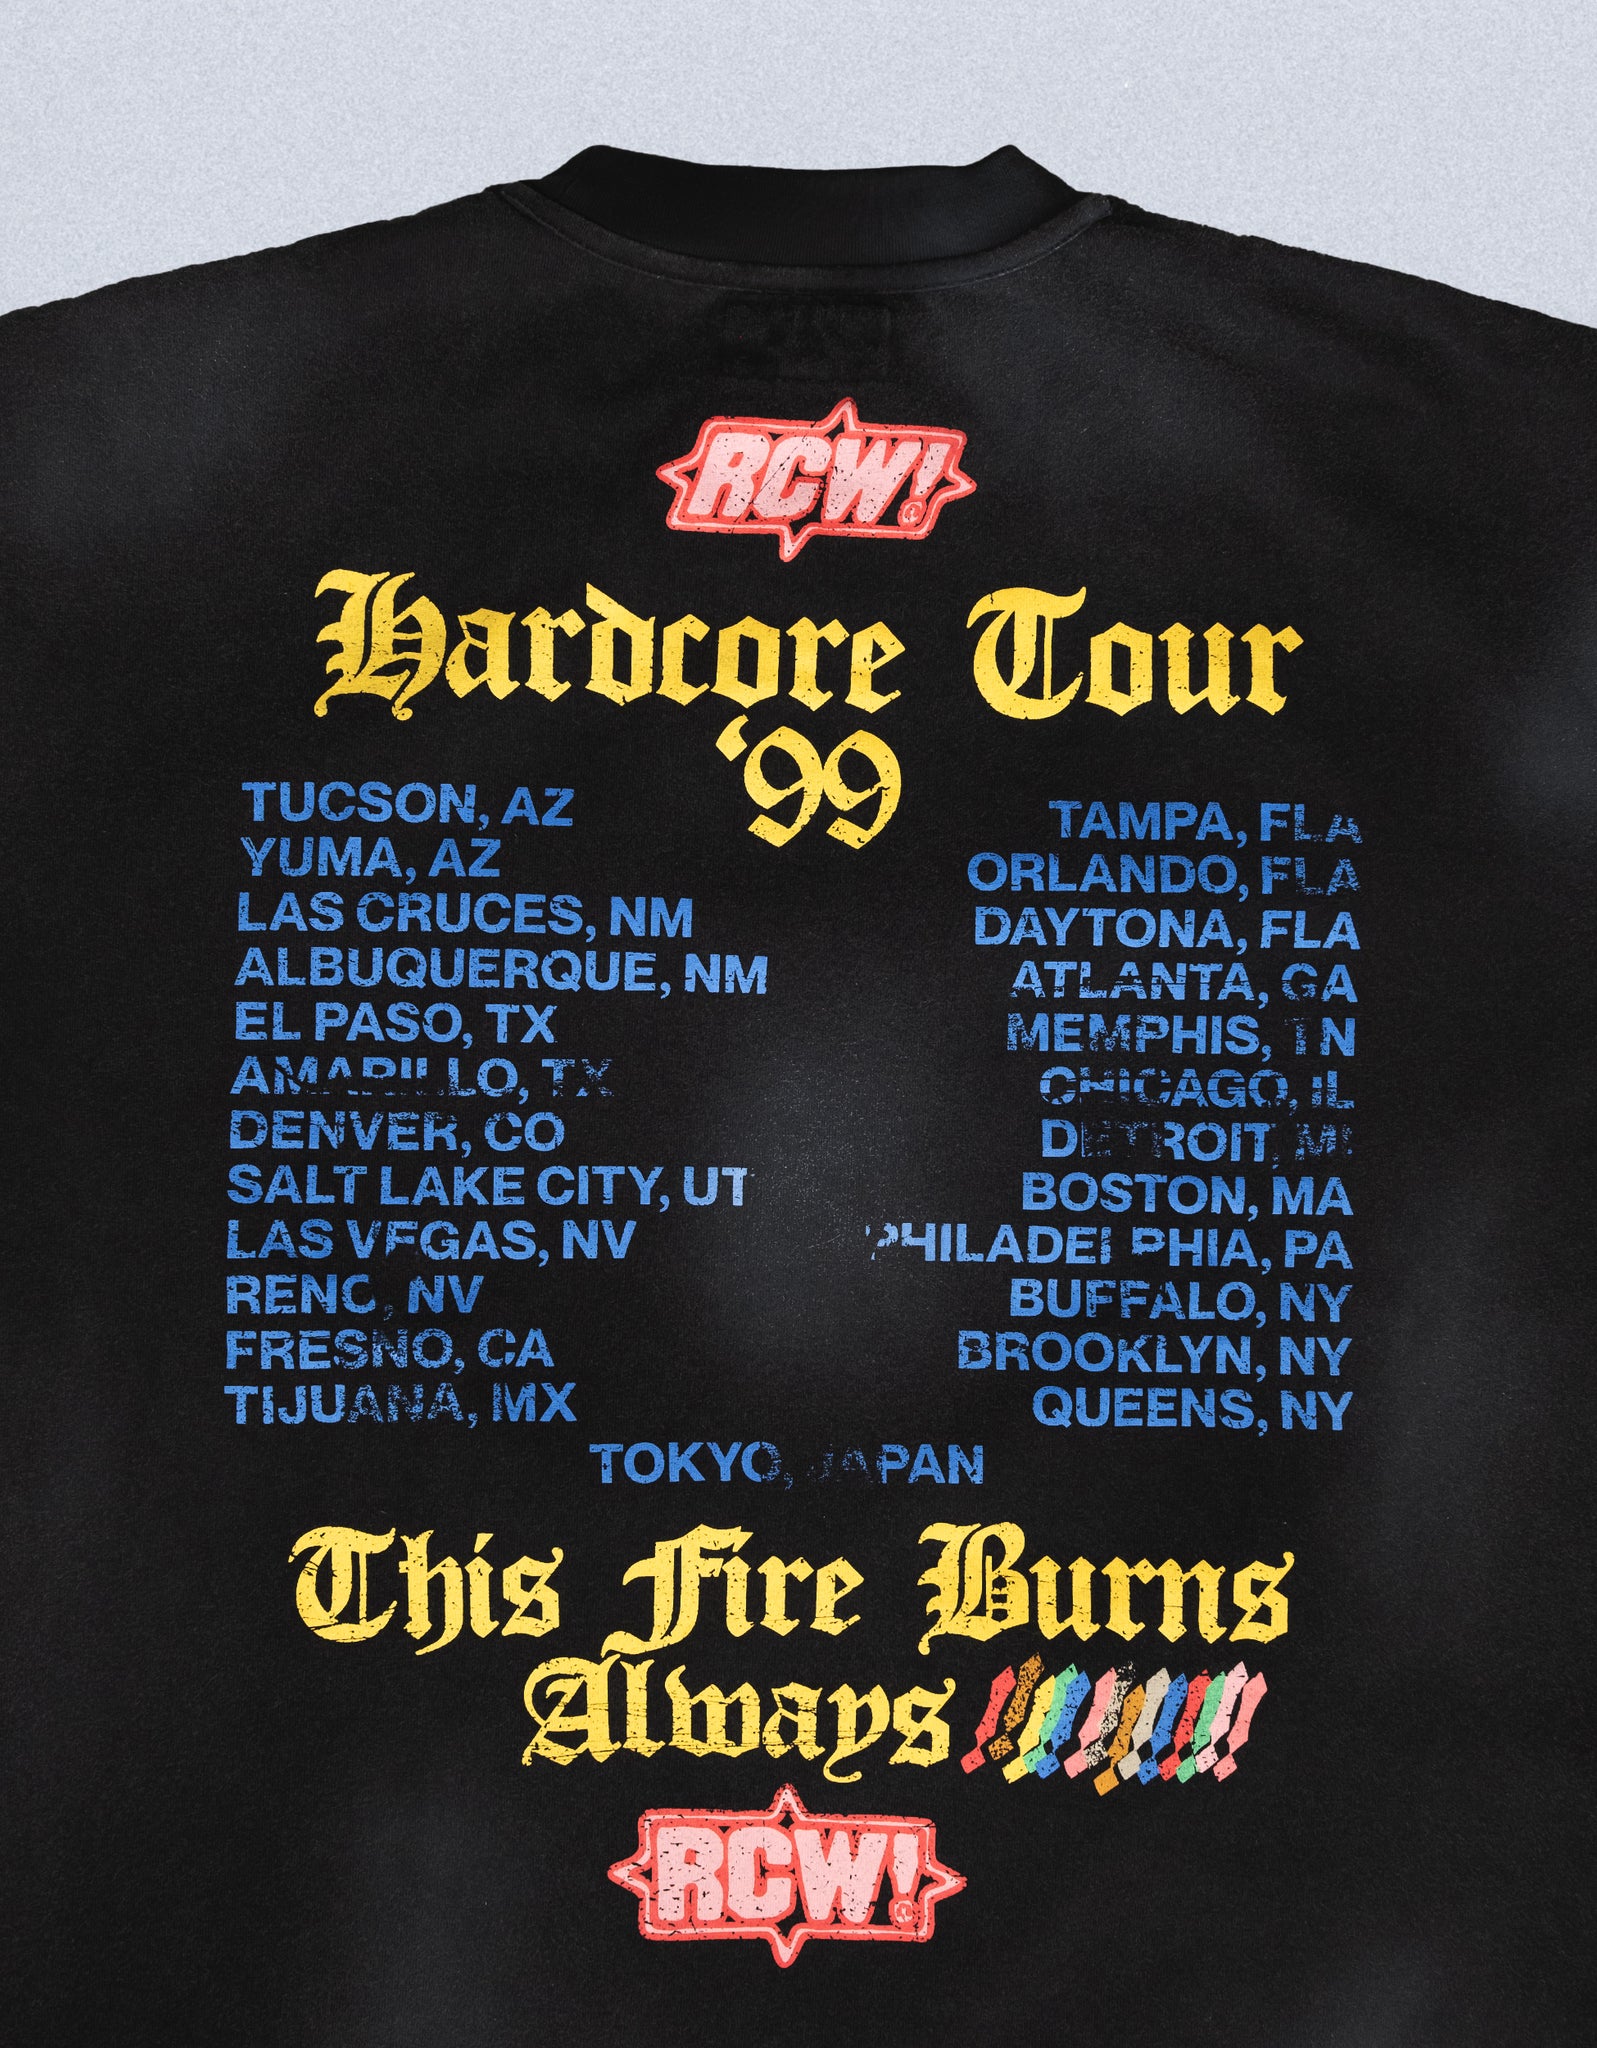 RCW!
Hardcore Tour
'99
TUCSON, AZ
YUMA, AZ
LAS CRUCES, NM
ALBUQUERQUE, NM
EL PASO, TX
AMARILLO, TX
DENVER, CO
SALT LAKE CITY, UT
LAS VEGAS, NV
RENO, NV
FRESNO, CA
TIJUANA, MX
TAMPA, FLA
ORLANDO, FLA
DAYTONA, FLA
ATLANTA, GA
MEMPHIS, TN
CHICAGO, IL
DETROIT, MI
BOSTON, MA
PHILADELPHIA, PA
BUFFALO, NY
BROOKLYN, NY
QUEENS, NY
TOKYO, JAPAN
This Fire Burns
Always !!!!!!!!!!!!!
RCW!